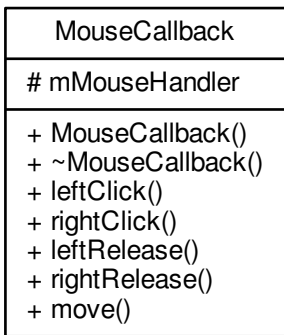 MouseCallback
# mMouseHandler
+ MouseCallback()
+ ~MouseCallback()
+ leftClick()
+ rightClick()
+ leftRelease()
+ rightRelease()
+ move()